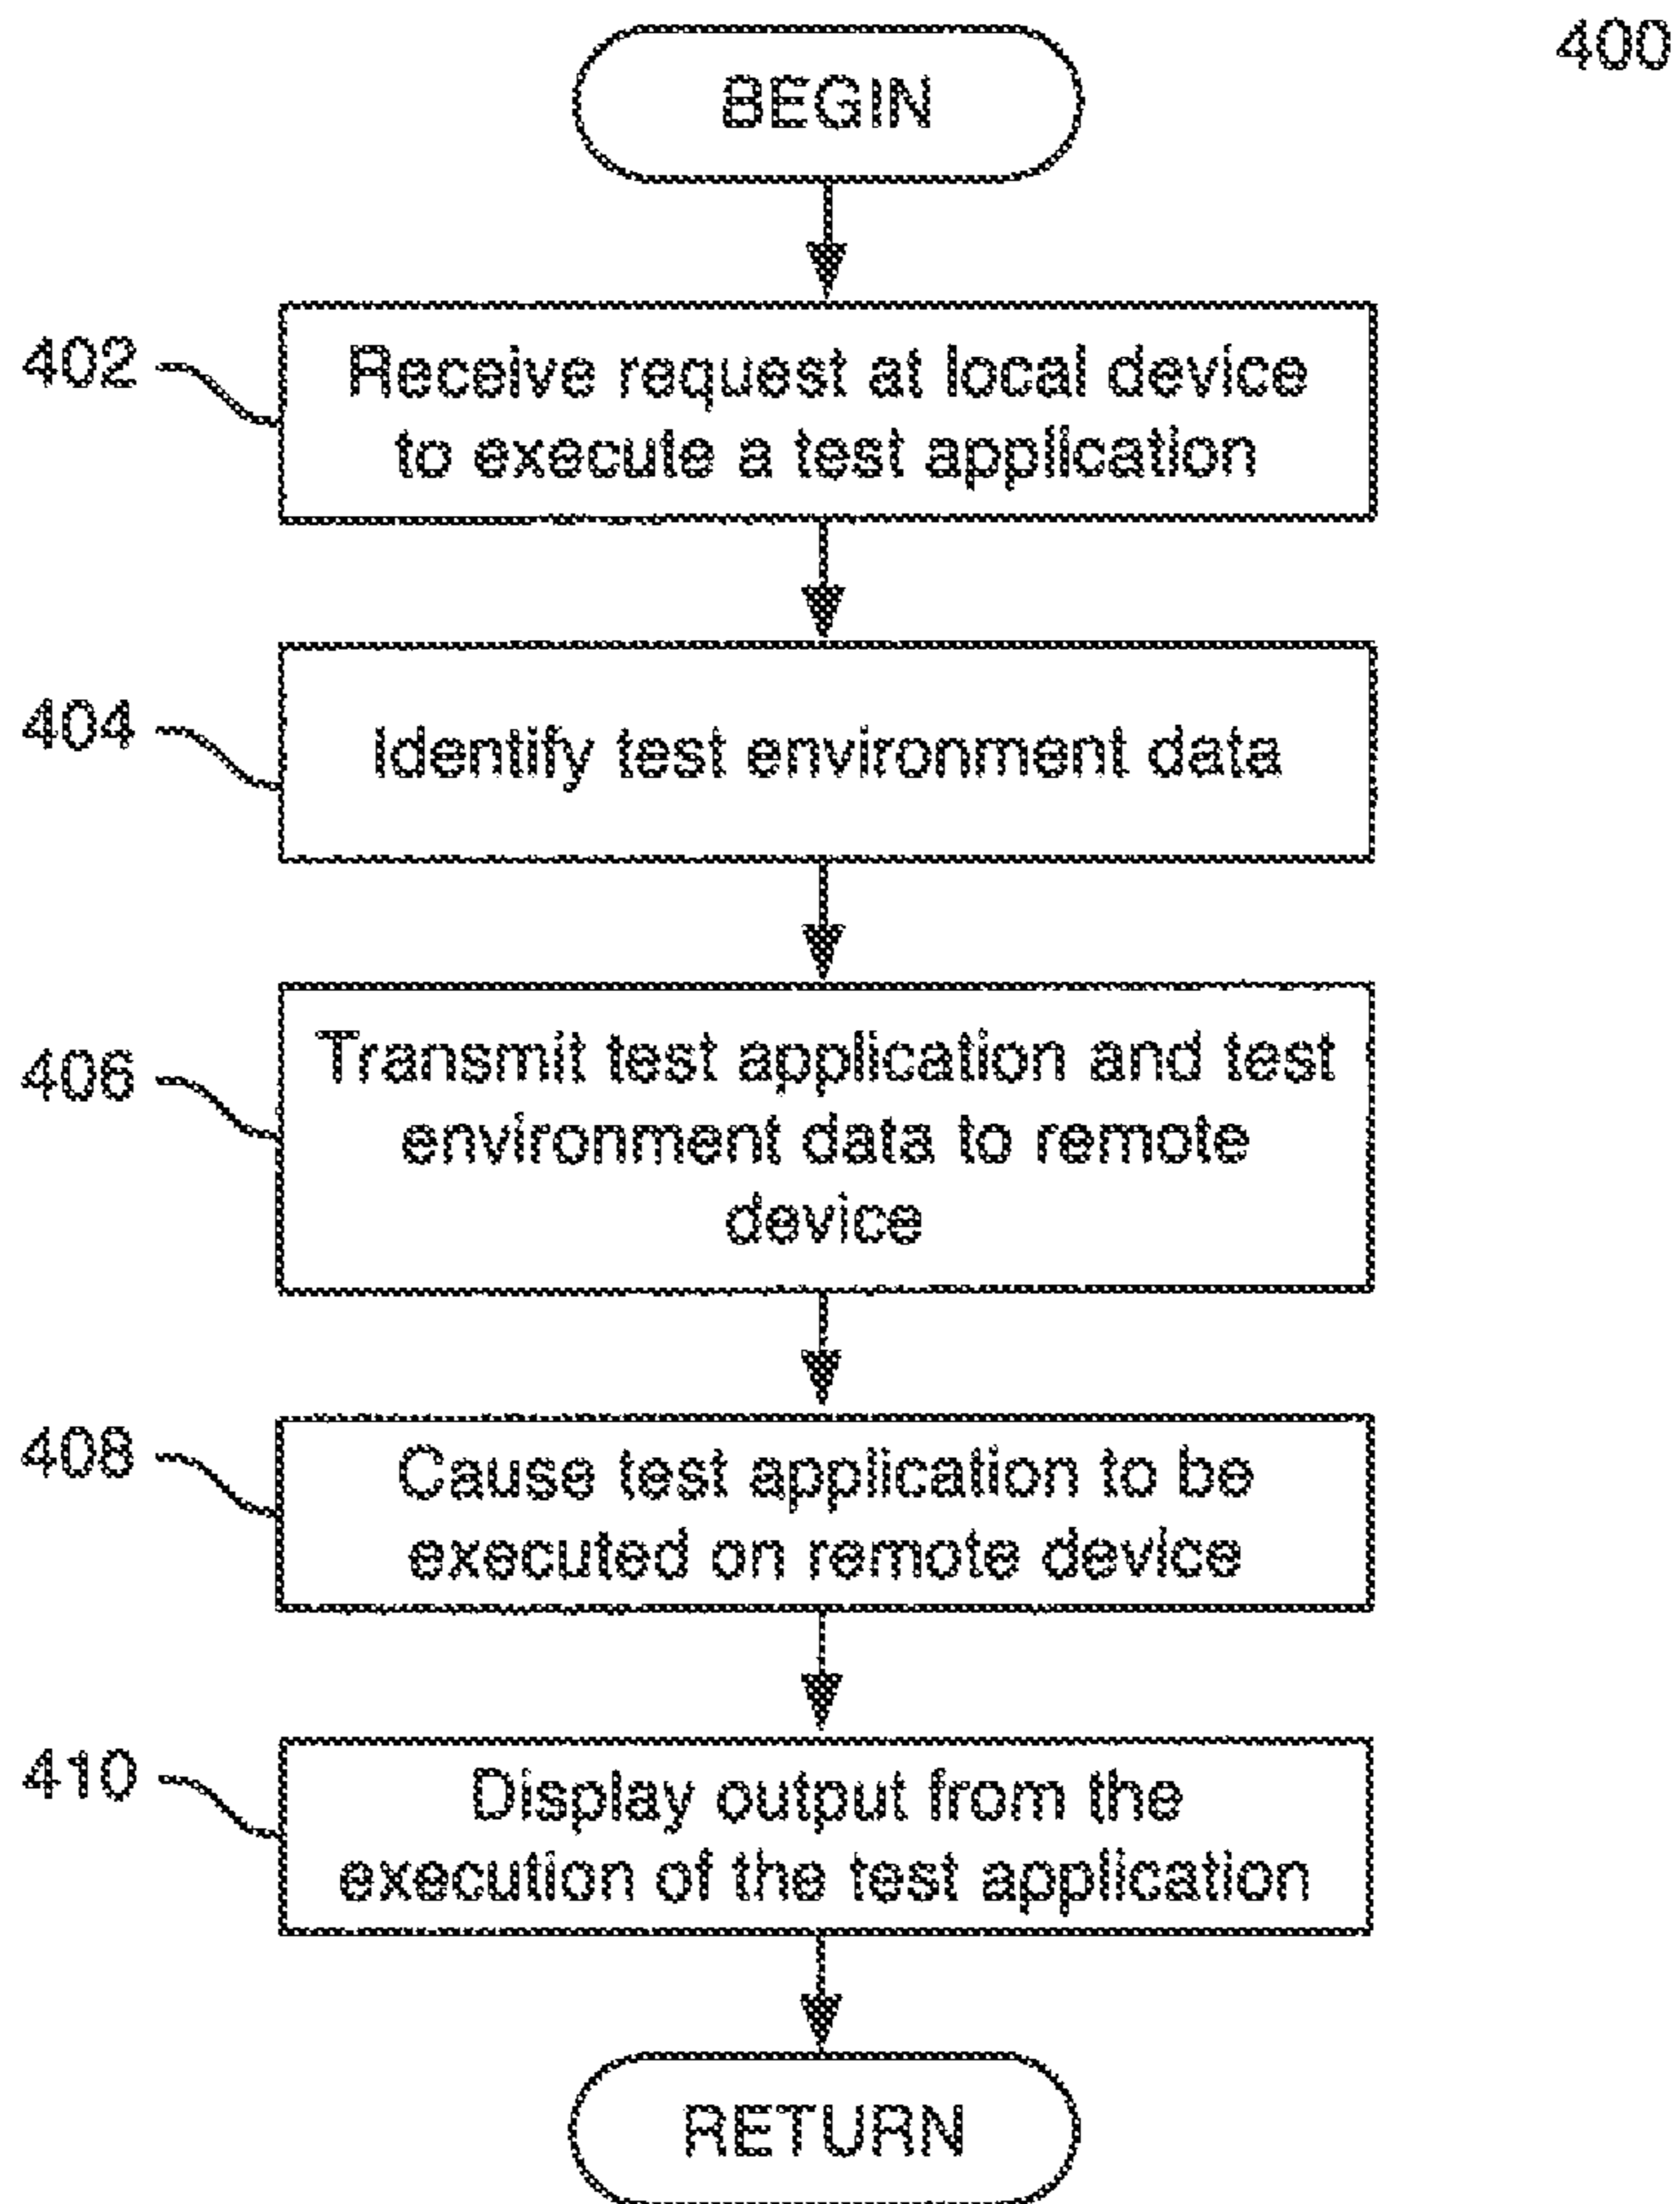 400
BEGIN
402
Receive request at local device
to execute a test application
404
Identify test environment data
406
Transmit test application and test
environment data to remote
device
408
Cause test application to be
executed on remote device
410
Display output from the
execution of the test application
RETURN